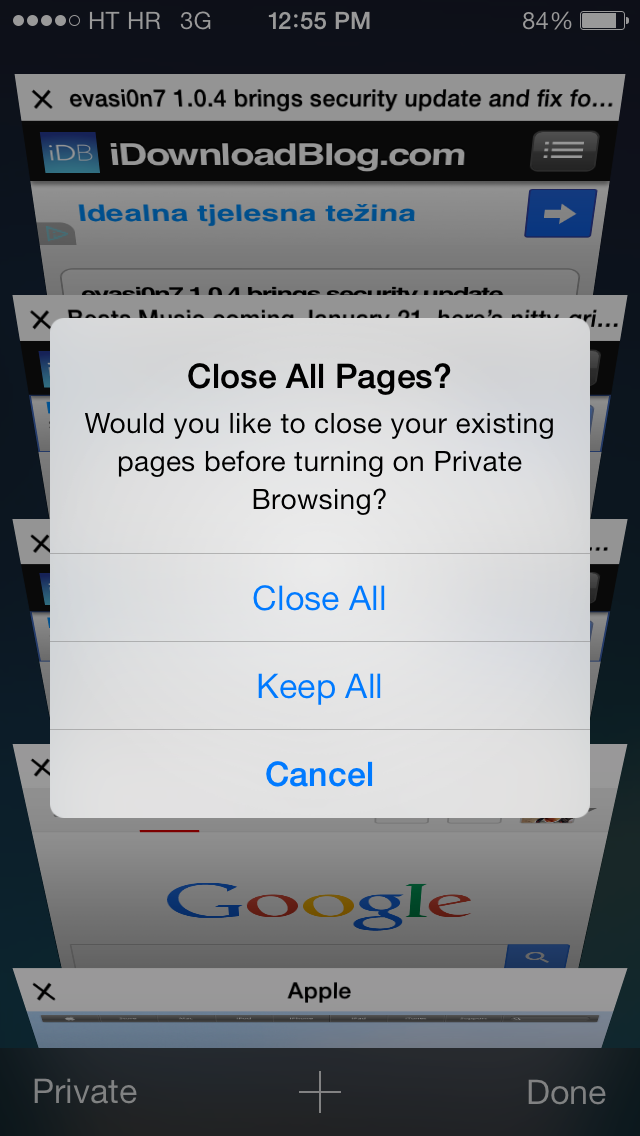 HT HR 3G 12:55 PM 84%
evasi0n7 1.0.4 brings security update and fix fo...
iDB iDownloadBlog.com
Idealna tjelesna težina
evasi0n7 1.0.4 brings security update
Beats Music coming January 21, here's nitty-gri...
Close All Pages?
Would you like to close your existing
pages before turning on Private
Browsing?
...
Close All
Keep All
Cancel
Google
Apple
Private
Done